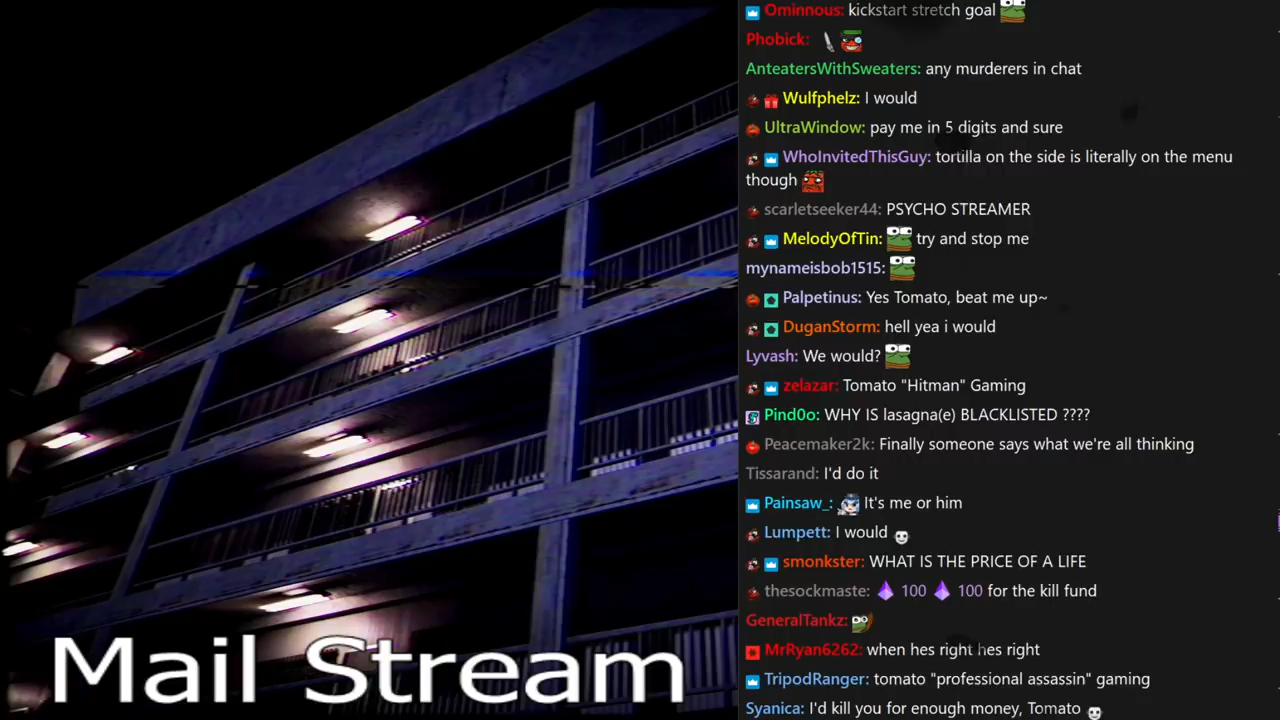 Ominnous: kickstart stretch goal
Phobick:
AnteatersWithSweaters: any murderers in chat
Wulfphelz: I would
UltraWindow: pay me in 5 digits and sure
WhoInvitedThisGuy: tortilla on the side is literally on the menu
though
scarletseeker44: PSYCHO STREAMER
MelodyOfTin: try and stop me
mynameisbob1515:
Palpetinus: Yes Tomato, beat me up~
DuganStorm: hell yea i would
Lyvash: We would?
zelazar: Tomato "Hitman" Gaming
Pind0o: WHY IS lasagna(e) BLACKLISTED ????
Peacemaker2k: Finally someone says what we're all thinking
Tissarand: I'd do it
Painsaw_: It's me or him
Lumpett: I would
smonkster: WHAT IS THE PRICE OF A LIFE
thesockmaste: 100 100 for the kill fund
GeneralTankz:
MrRyan6262: when hes right hes right
TripodRanger: tomato "professional assassin" gaming
Syanica: I'd kill you for enough money, Tomato
Mail Stream